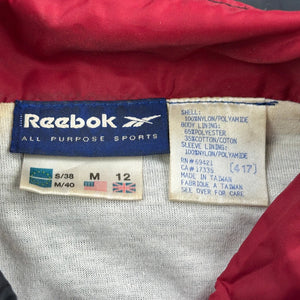 Reebok
ALL PURPOSE SPORTS
S/38 M 12
M/40
SHELL:
100%NYLON/POLYAMIDE
BODY LINING:
65%POLYESTER
35%COTTON/COTON
SLEEVE LINING:
100%NYLON/POLYAMIDE
RN# 69421
CA# 17335 (417)
MADE IN TAIWAN
FABRIQUE A TAIWAN
SEE OVER FOR CARE